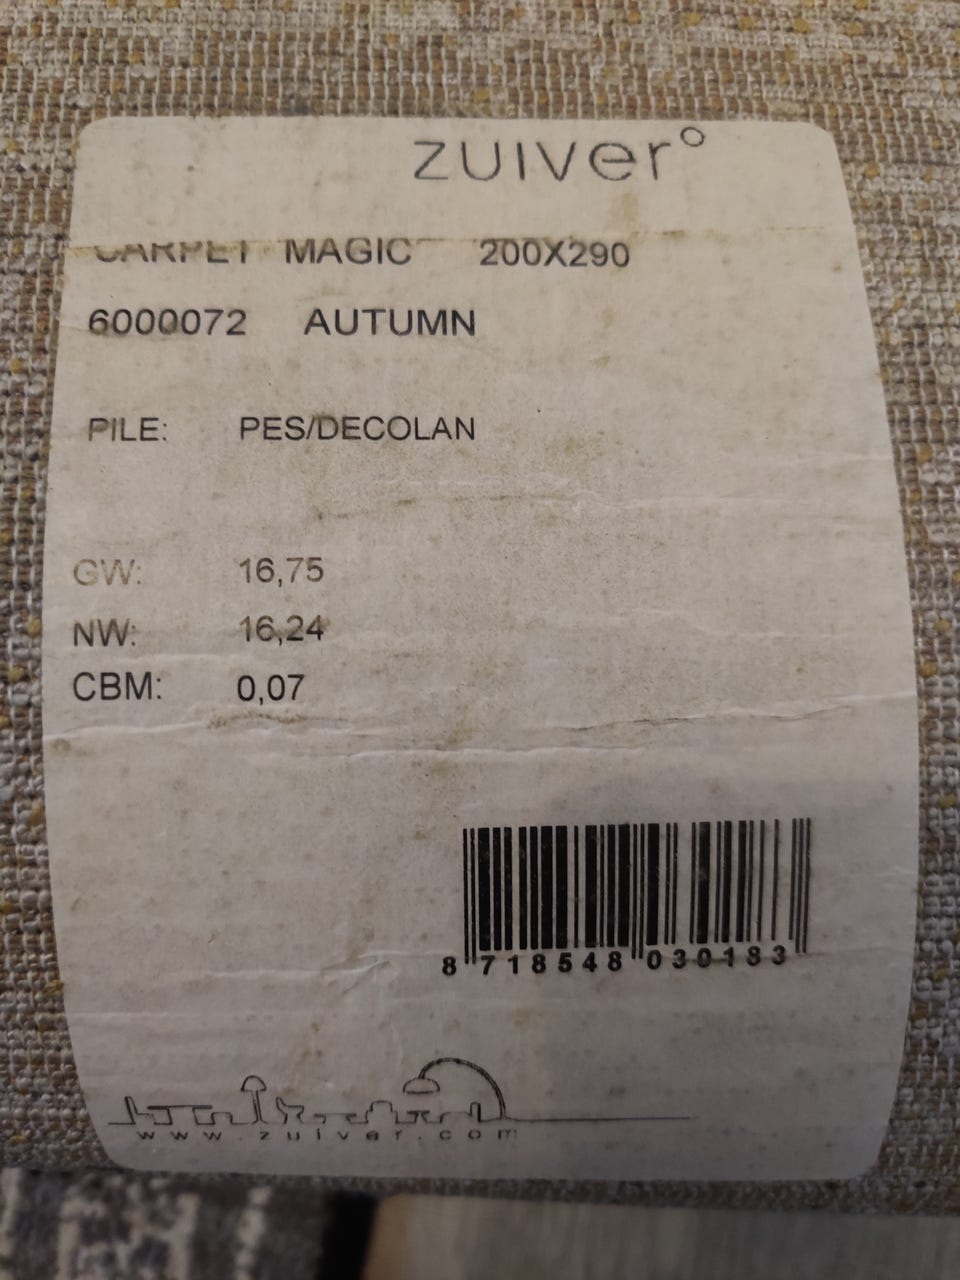 zuiver°
CARPET MAGIC 200X290
6000072 AUTUMN
PILE: PES/DECOLAN
GW: 16,75
NW: 16,24
CBM: 0,07
8 718548 030183
www.zuiver.com